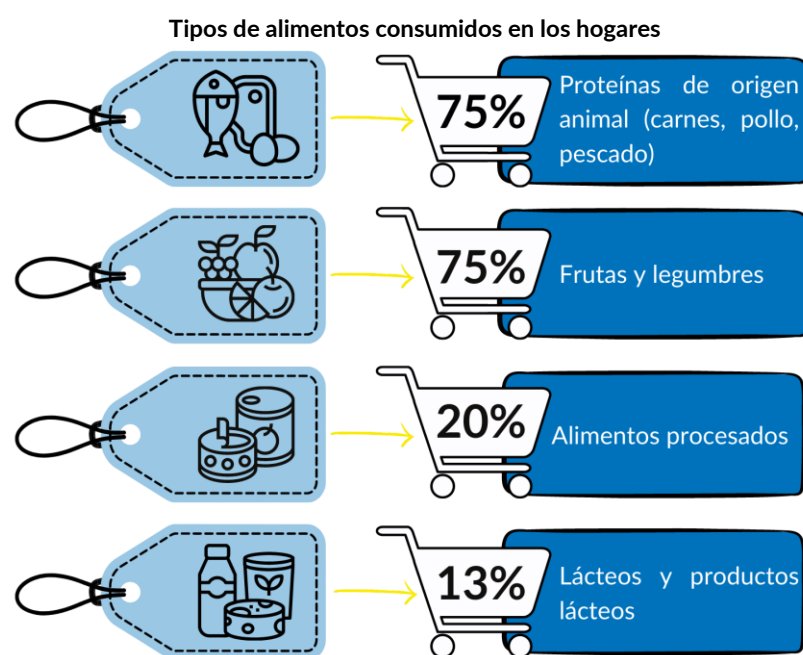 Tipos de alimentos consumidos en los hogares
75%
Proteínas de origen
animal (carnes, pollo,
pescado)
75%
Frutas y legumbres
20%
Alimentos procesados
13%
Lácteos y productos
lácteos